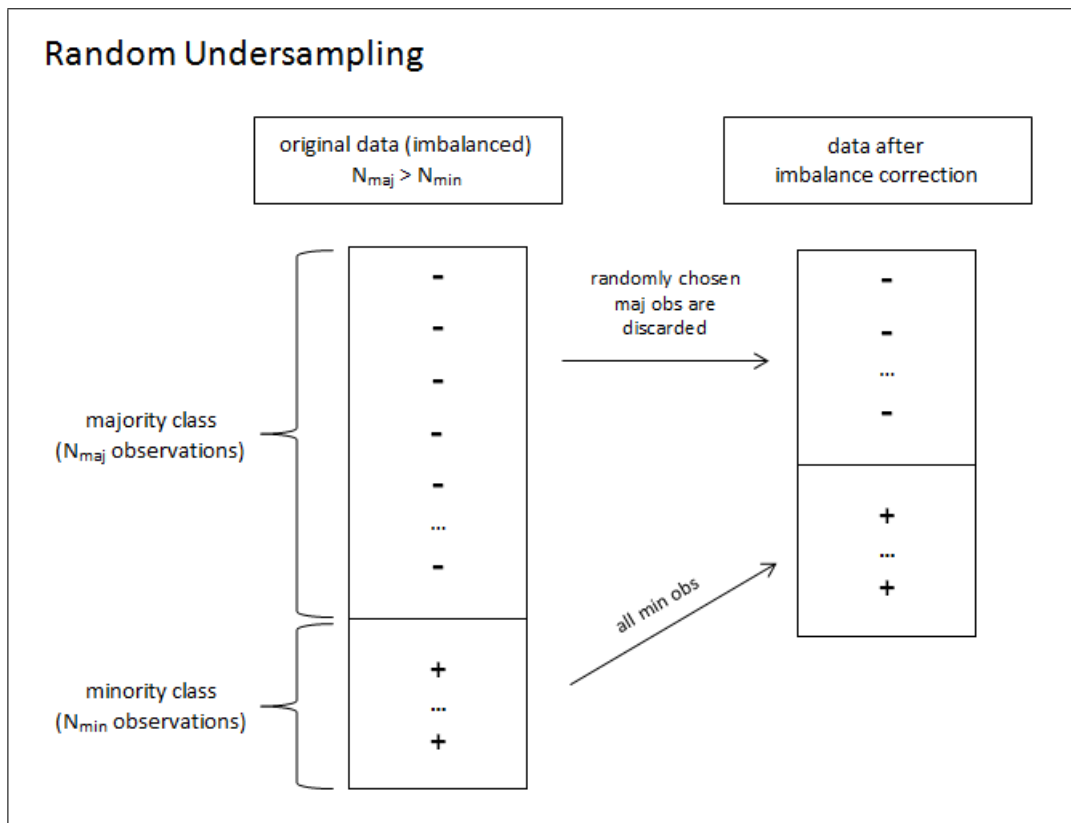 Random Undersampling
original data (imbalanced)
Nmaj > Nmin
data after
imbalance correction
-
-
-
-
-
...
-
+
...
+
majority class
(Nmaj observations)
minority class
(Nmin observations)
randomly chosen
maj obs are
discarded
all min obs
-
-
...
-
+
...
+